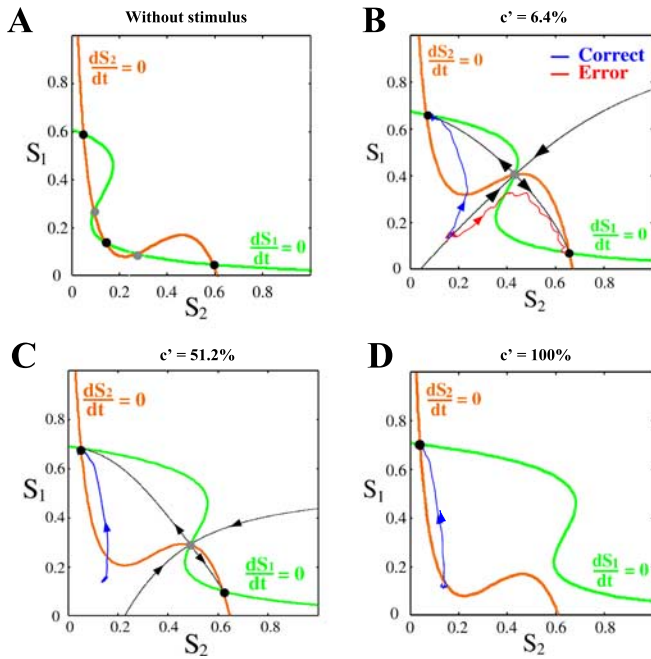 A
Without stimulus
dS2
dt = 0
dS1
dt = 0
S1
S2
0
0.2
0.4
0.6
0.8
0
0.2
0.4
0.6
0.8
B
c' = 6.4%
dS2
dt = 0
Correct
Error
dS1
dt = 0
S1
S2
0
0.2
0.4
0.6
0.8
0
0.2
0.4
0.6
0.8
C
c' = 51.2%
dS2
dt = 0
dS1
dt = 0
S1
S2
0
0.2
0.4
0.6
0.8
0
0.2
0.4
0.6
0.8
D
c' = 100%
dS2
dt = 0
dS1
dt = 0
S1
S2
0
0.2
0.4
0.6
0.8
0
0.2
0.4
0.6
0.8